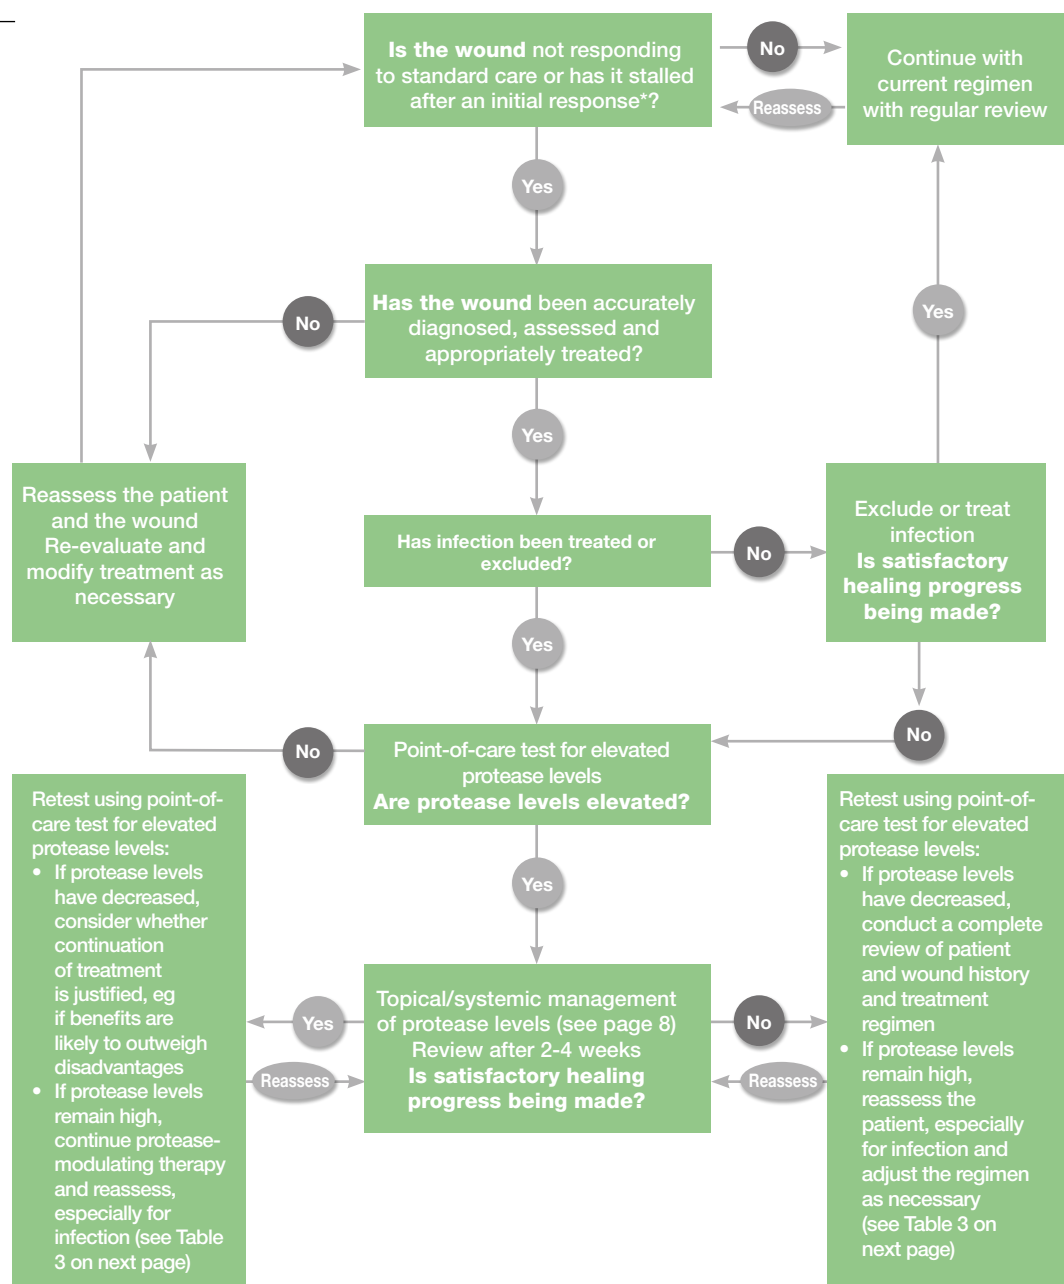 Is the wound not responding
to standard care or has it stalled
after an initial response*?
No
Reassess
Continue with
current regimen
with regular review
Yes
Has the wound been accurately
diagnosed, assessed and
appropriately treated?
No
Yes
Yes
Reassess the patient
and the wound
Re-evaluate and
modify treatment as
necessary
Has infection been treated or
excluded?
No
Exclude or treat
infection
Is satisfactory
healing progress
being made?
Yes
No
No
Point-of-care test for elevated
protease levels
Are protease levels elevated?
Yes
Retest using point-of-
care test for elevated
protease levels:
• If protease levels
have decreased,
consider whether
continuation
of treatment
is justified, eg
if benefits are
likely to outweigh
disadvantages
• If protease levels
remain high,
continue protease-
modulating therapy
and reassess,
especially for
infection (see Table
3 on next page)
Yes
Reassess
Topical/systemic management
of protease levels (see page 8)
Review after 2-4 weeks
Is satisfactory healing
progress being made?
No
Reassess
Retest using point-of-
care test for elevated
protease levels:
• If protease levels
have decreased,
conduct a complete
review of patient
and wound history
and treatment
regimen
• If protease levels
remain high,
reassess the
patient, especially
for infection and
adjust the regimen
as necessary
(see Table 3 on
next page)